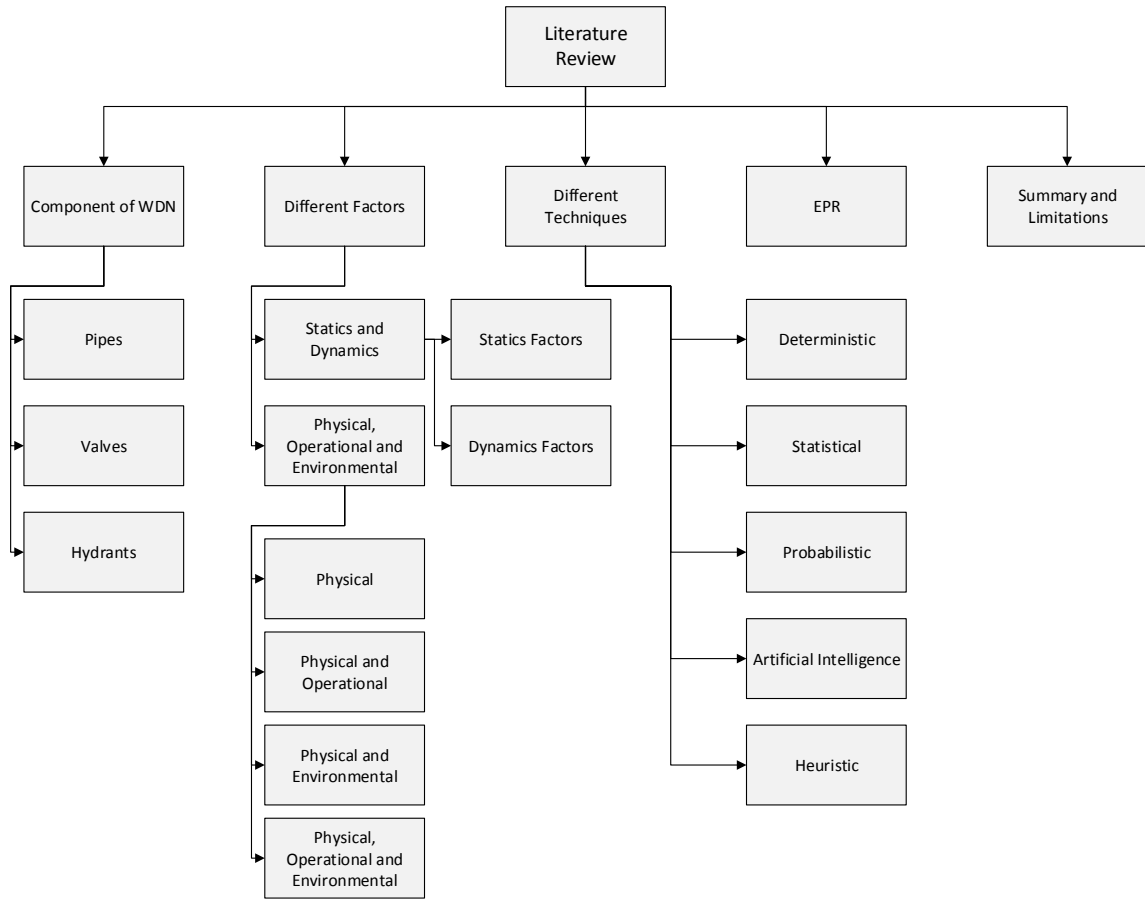 Literature
Review
Component of WDN
Different Factors
Different
Techniques
EPR
Summary and
Limitations
Pipes
Valves
Hydrants
Statics and
Dynamics
Statics Factors
Dynamics Factors
Physical,
Operational and
Environmental
Physical
Physical and
Operational
Physical and
Environmental
Physical,
Operational and
Environmental
Deterministic
Statistical
Probabilistic
Artificial Intelligence
Heuristic